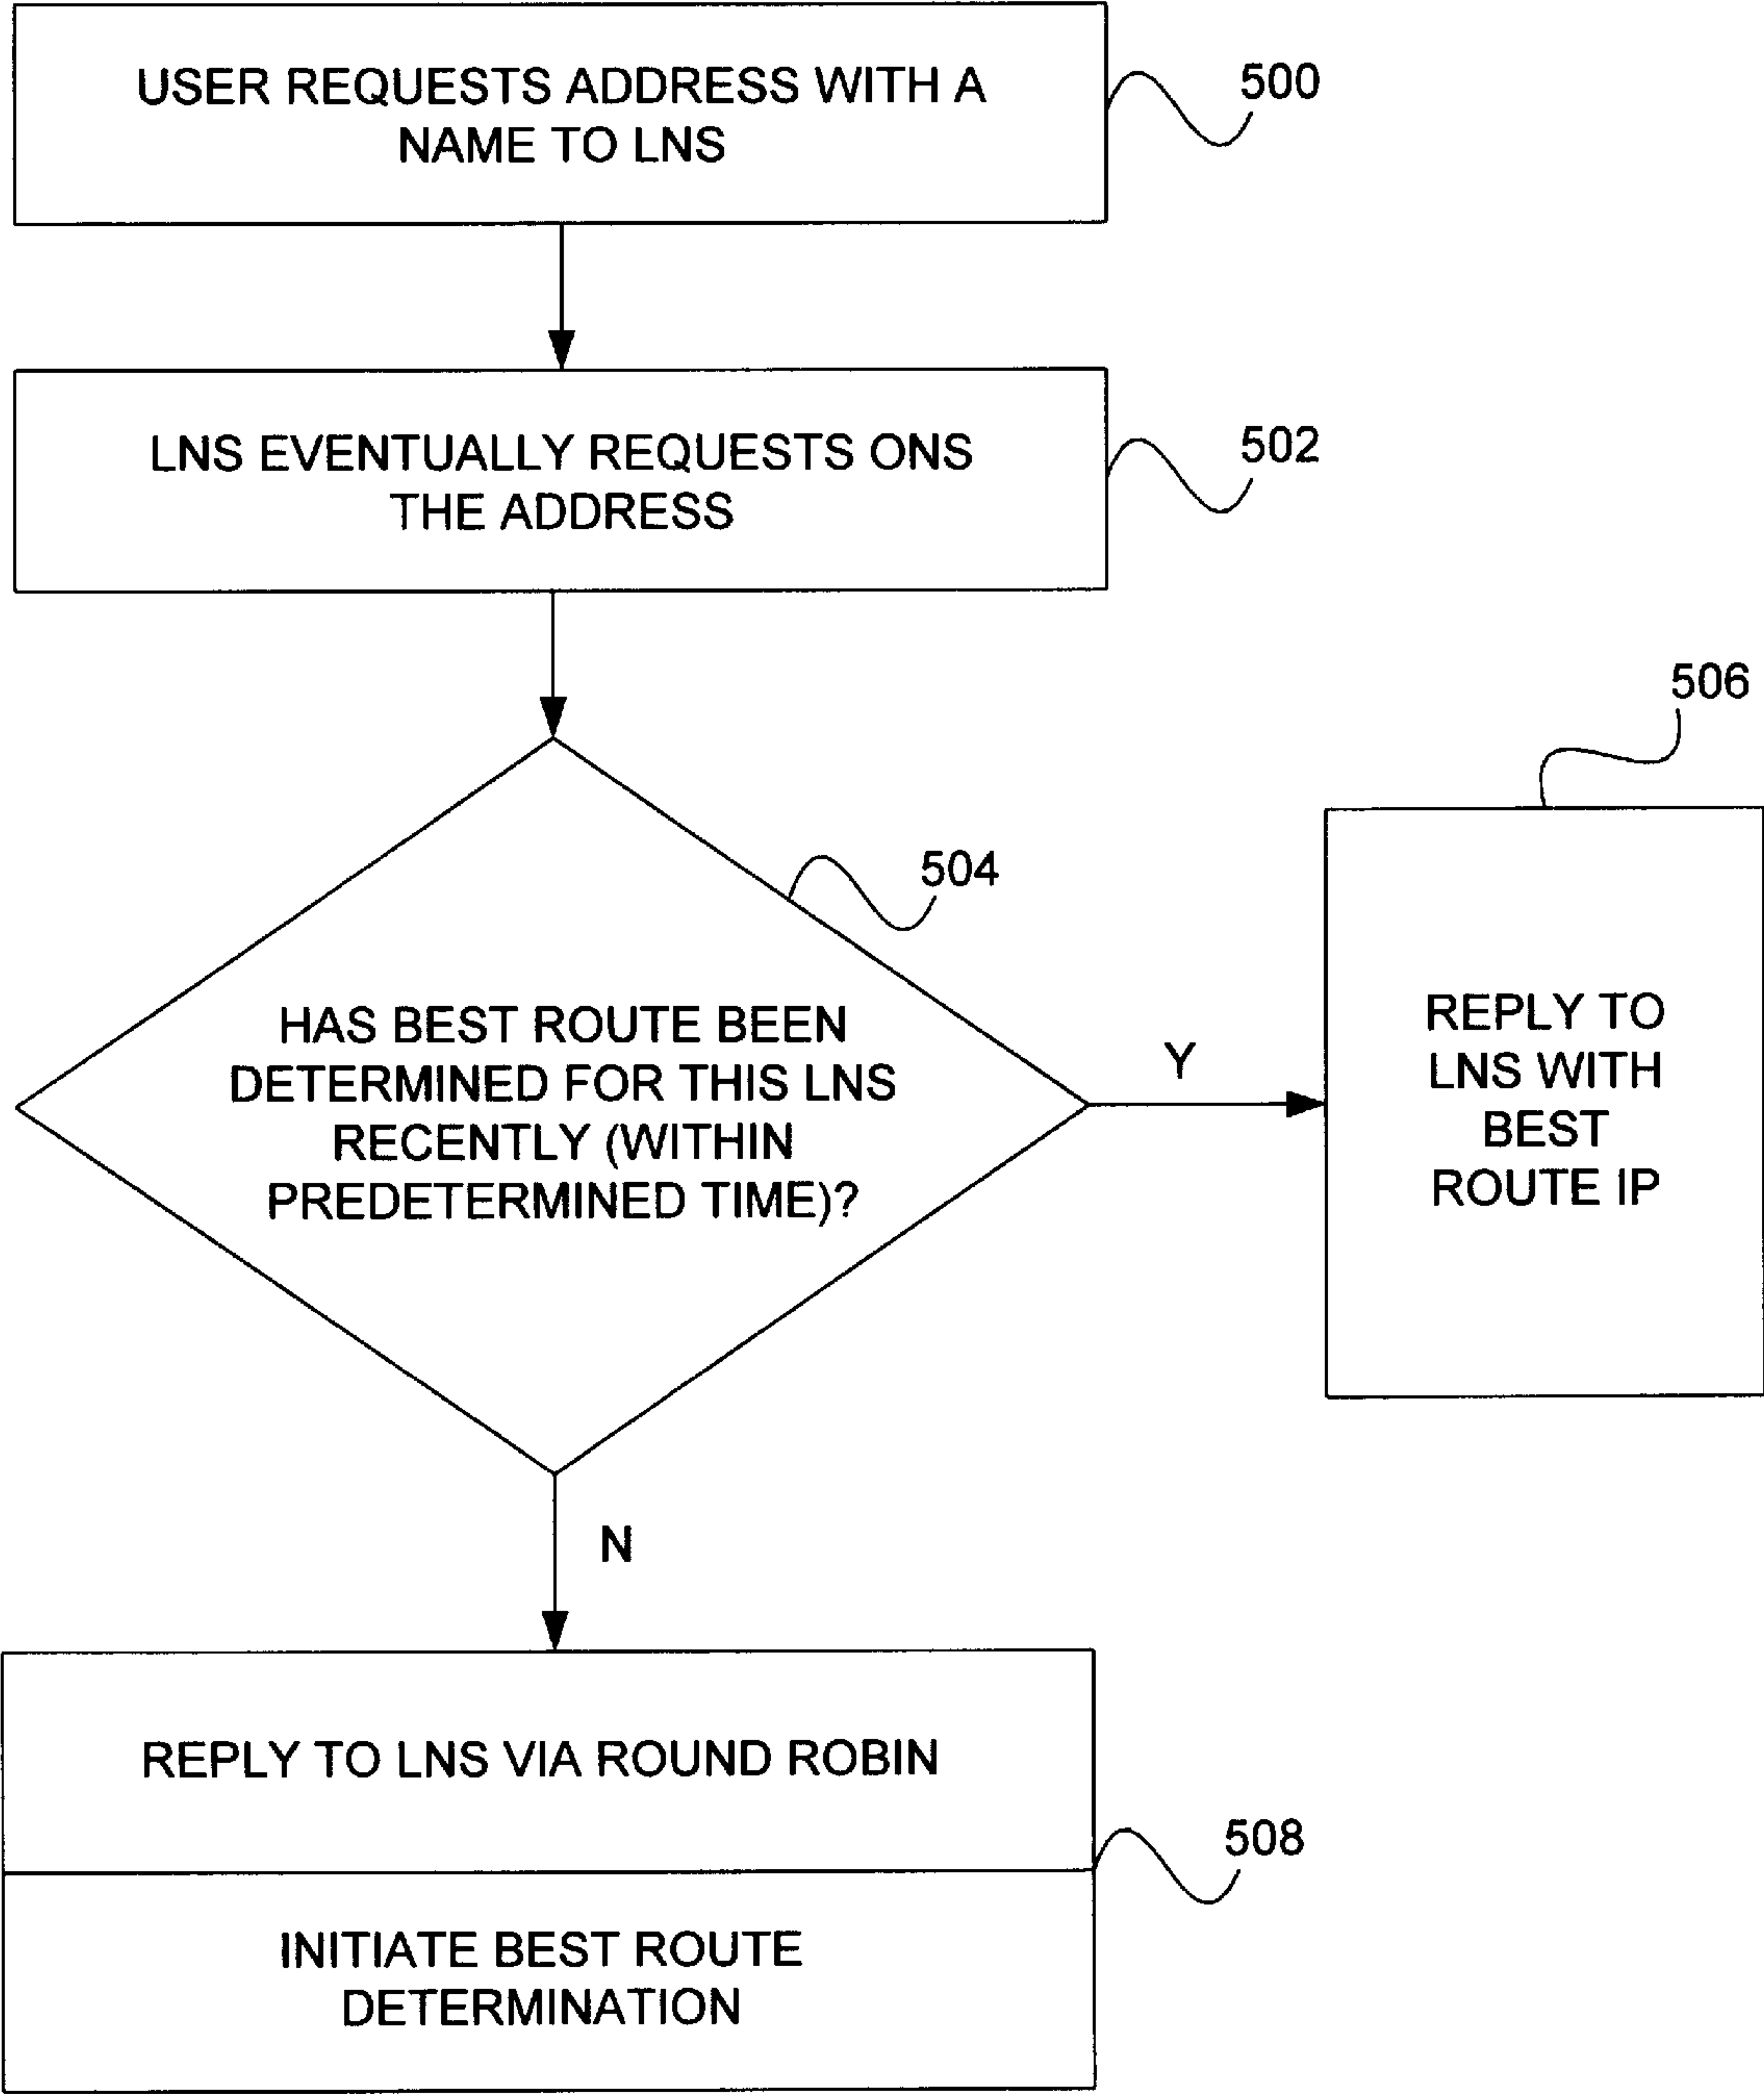 USER REQUESTS ADDRESS WITH A
NAME TO LNS
500
LNS EVENTUALLY REQUESTS ONS
THE ADDRESS
502
506
504
HAS BEST ROUTE BEEN
DETERMINED FOR THIS LNS
RECENTLY (WITHIN
PREDETERMINED TIME)?
Y
REPLY TO
LNS WITH
BEST
ROUTE IP
N
REPLY TO LNS VIA ROUND ROBIN
508
INITIATE BEST ROUTE
DETERMINATION